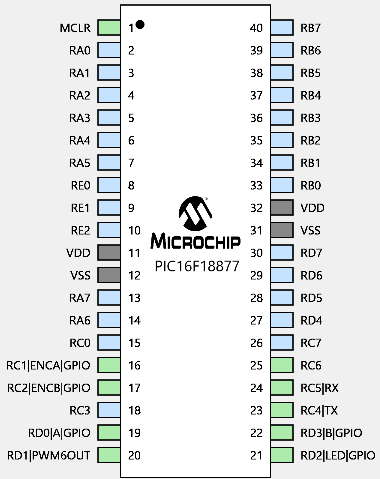 MCLR 1 40 RB7
RA0 2 39 RB6
RA1 3 38 RB5
RA2 4 37 RB4
RA3 5 36 RB3
RA4 6 35 RB2
RA5 7 34 RB1
RE0 8 33 RB0
RE1 9 32 VDD
RE2 10 31 VSS
MICROCHIP
VDD 11 30 RD7
PIC16F18877
VSS 12 29 RD6
RA7 13 28 RD5
RA6 14 27 RD4
RC0 15 26 RC7
RC1|ENCA|GPIO 16 25 RC6
RC2|ENCB|GPIO 17 24 RC5|RX
RC3 18 23 RC4|TX
RD0|A|GPIO 19 22 RD3|B|GPIO
RD1|PWM6OUT 20 21 RD2|LED|GPIO